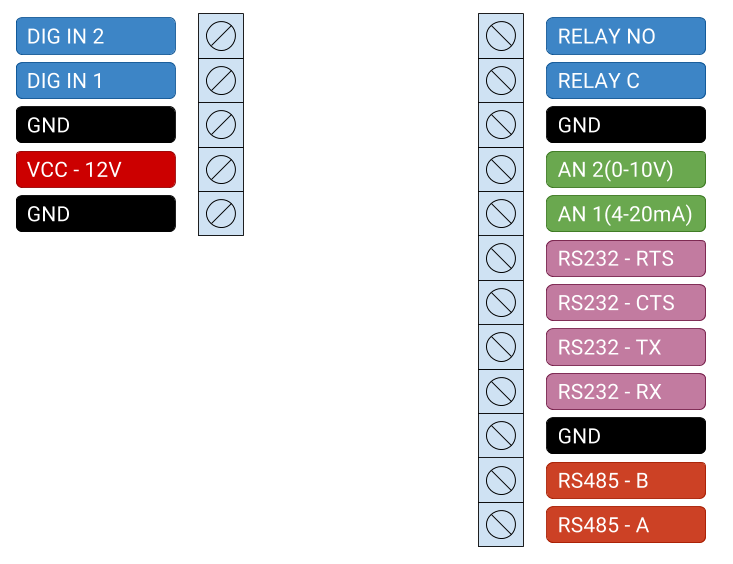 DIG IN 2
DIG IN 1
GND
VCC - 12V
GND
RELAY NO
RELAY C
GND
AN 2(0-10V)
AN 1(4-20mA)
RS232 - RTS
RS232 - CTS
RS232 - TX
RS232 - RX
GND
RS485 - B
RS485 - A